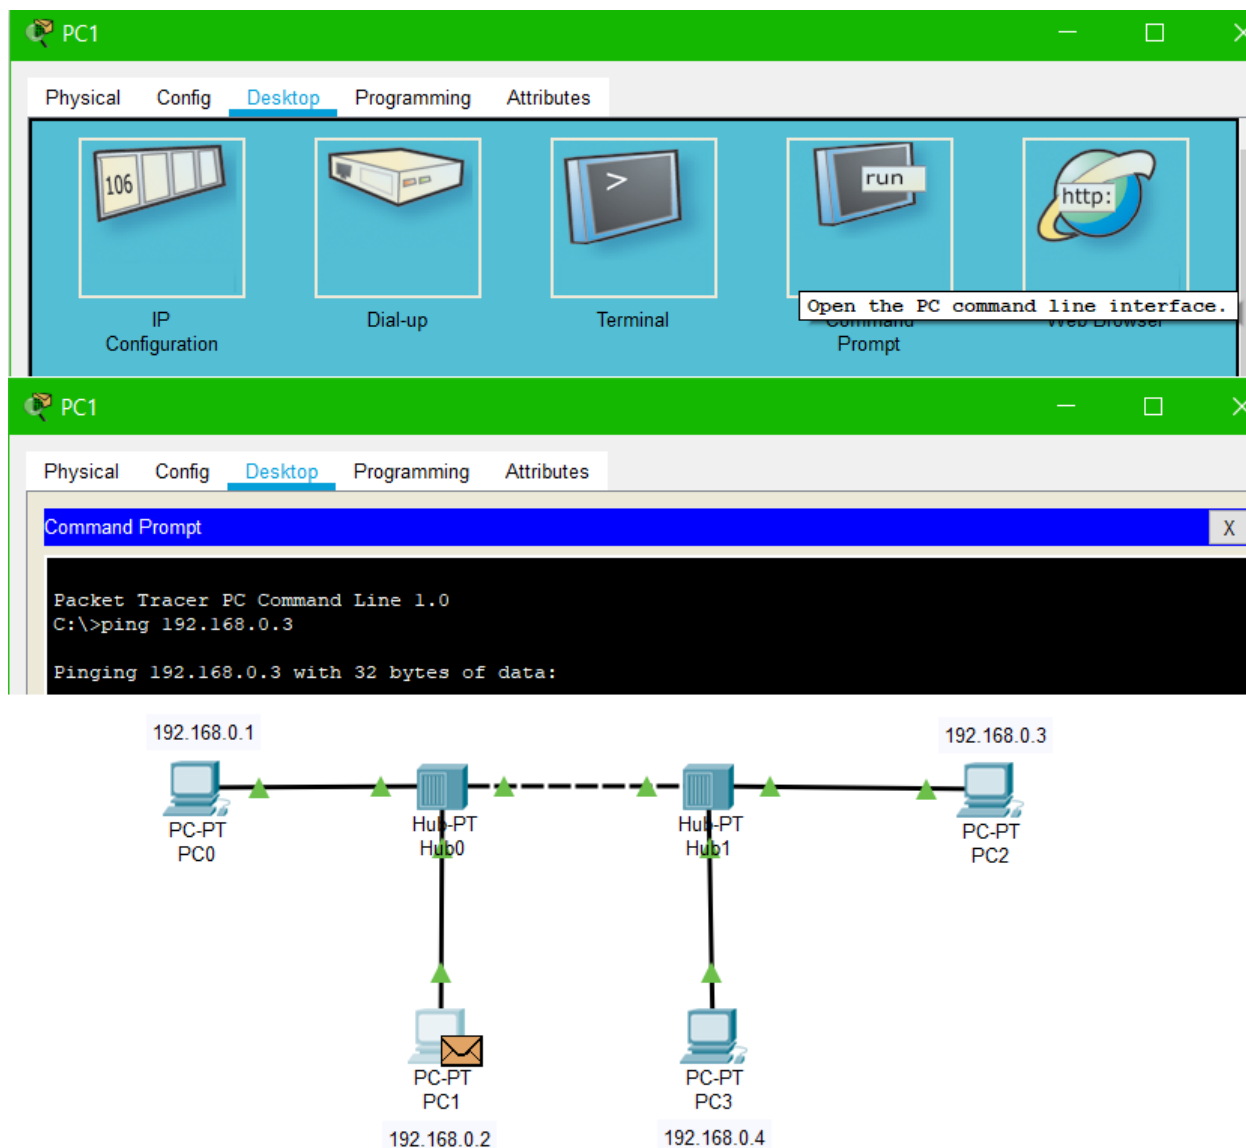 PC1
Physical Config Desktop Programming Attributes
106
>
run
http:
Open the PC command line interface.
IP
Configuration
Dial-up
Terminal
Command
Prompt
Web Browser
PC1
Physical Config Desktop Programming Attributes
Command Prompt
X
Packet Tracer PC Command Line 1.0
C:\>ping 192.168.0.3
Pinging 192.168.0.3 with 32 bytes of data:
192.168.0.1
192.168.0.3
PC-PT
PC0
Hub-PT
Hub0
Hub-PT
Hub1
PC-PT
PC2
PC-PT
PC1
192.168.0.2
PC-PT
PC3
192.168.0.4